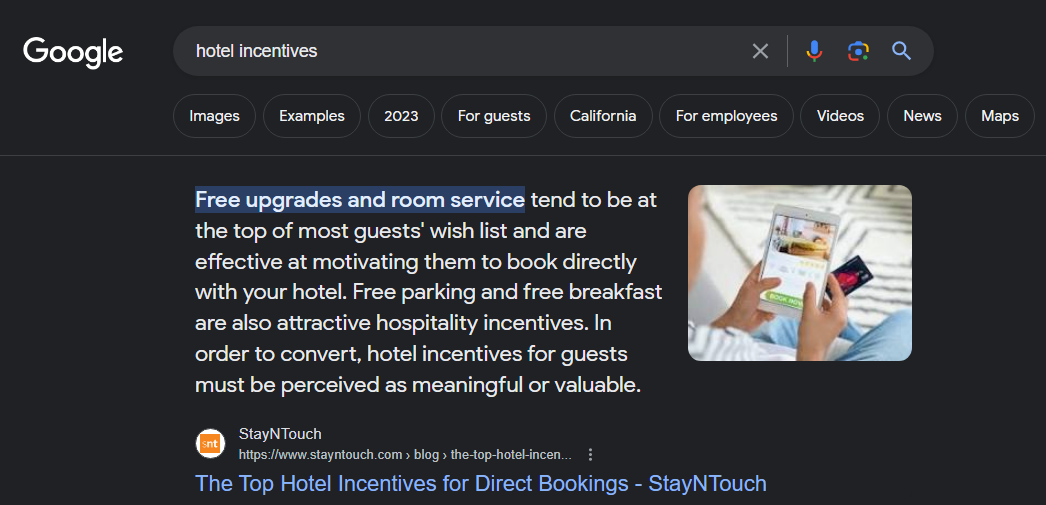 Google
hotel incentives
Images
Examples
2023
For guests
California
For employees
Videos
News
Maps
Free upgrades and room service tend to be at
the top of most guests' wish list and are
effective at motivating them to book directly
with your hotel. Free parking and free breakfast
are also attractive hospitality incentives. In
order to convert, hotel incentives for guests
must be perceived as meaningful or valuable.
BOOK NOW
snt
StayNTouch
https://www.stayntouch.com › blog › the-top-hotel-incen...
The Top Hotel Incentives for Direct Bookings - StayNTouch